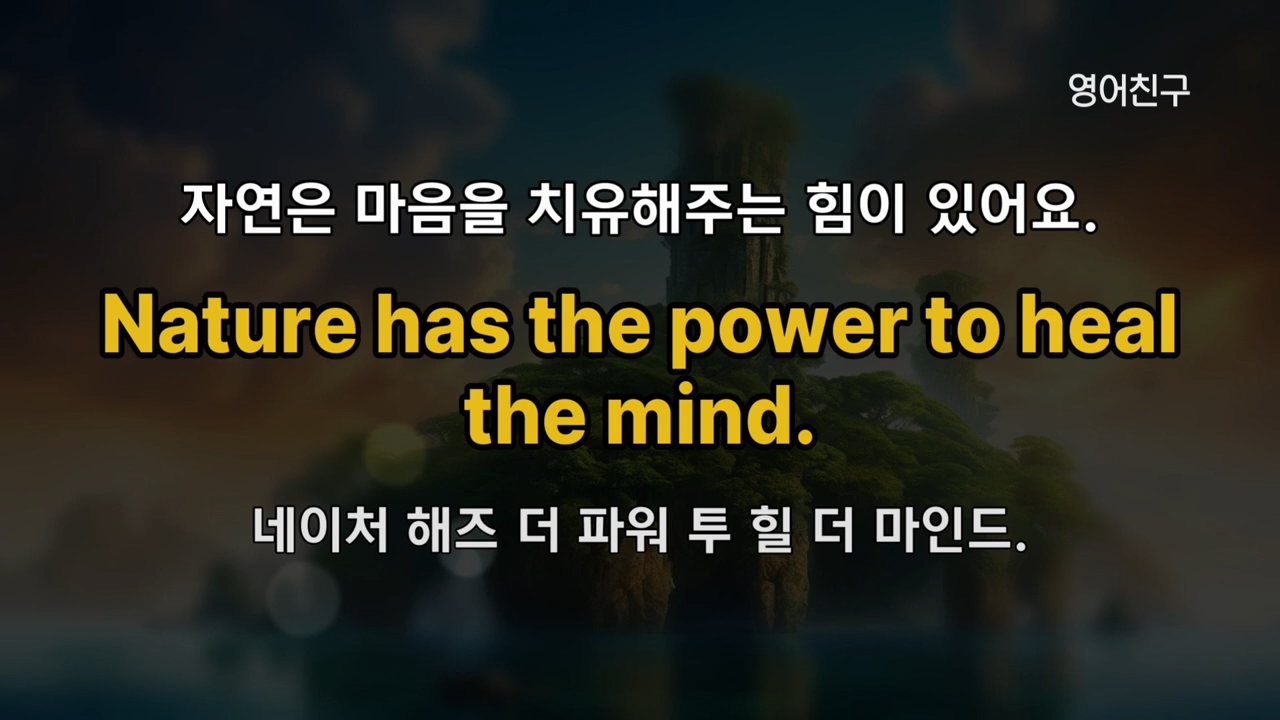 영어친구
자연은 마음을 치유해주는 힘이 있어요.
Nature has the power to heal
the mind.
네이처 해즈 더 파워 투 힐 더 마인드.